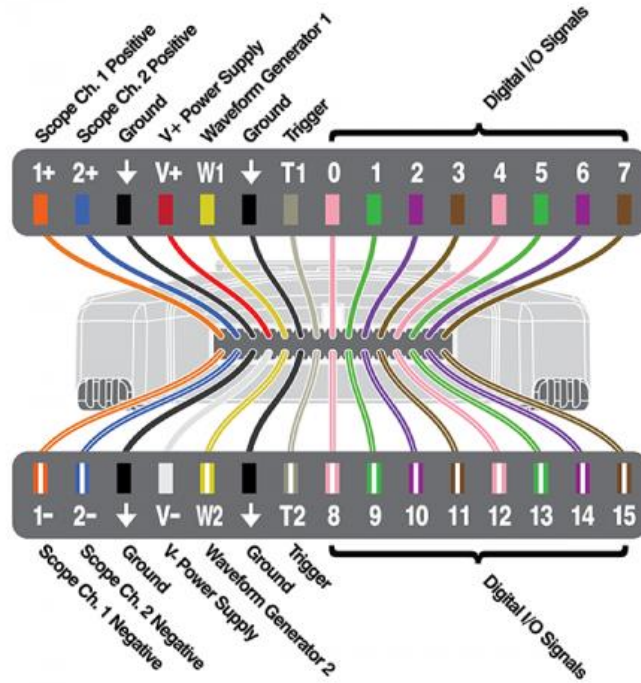 Scope Ch. 1 Positive
Scope Ch. 2 Positive
Ground
V+ Power Supply
Waveform Generator 1
Ground
Trigger
Digital I/O Signals
1+ 2+ ↓ V+ W1 ↓ T1 0 1 2 3 4 5 6 7
1- 2- ↓ V- W2 ↓ T2 8 9 10 11 12 13 14 15
Scope Ch. 1 Negative
Scope Ch. 2 Negative
Ground
V- Power Supply
Waveform Generator 2
Ground
Trigger
Digital I/O Signals